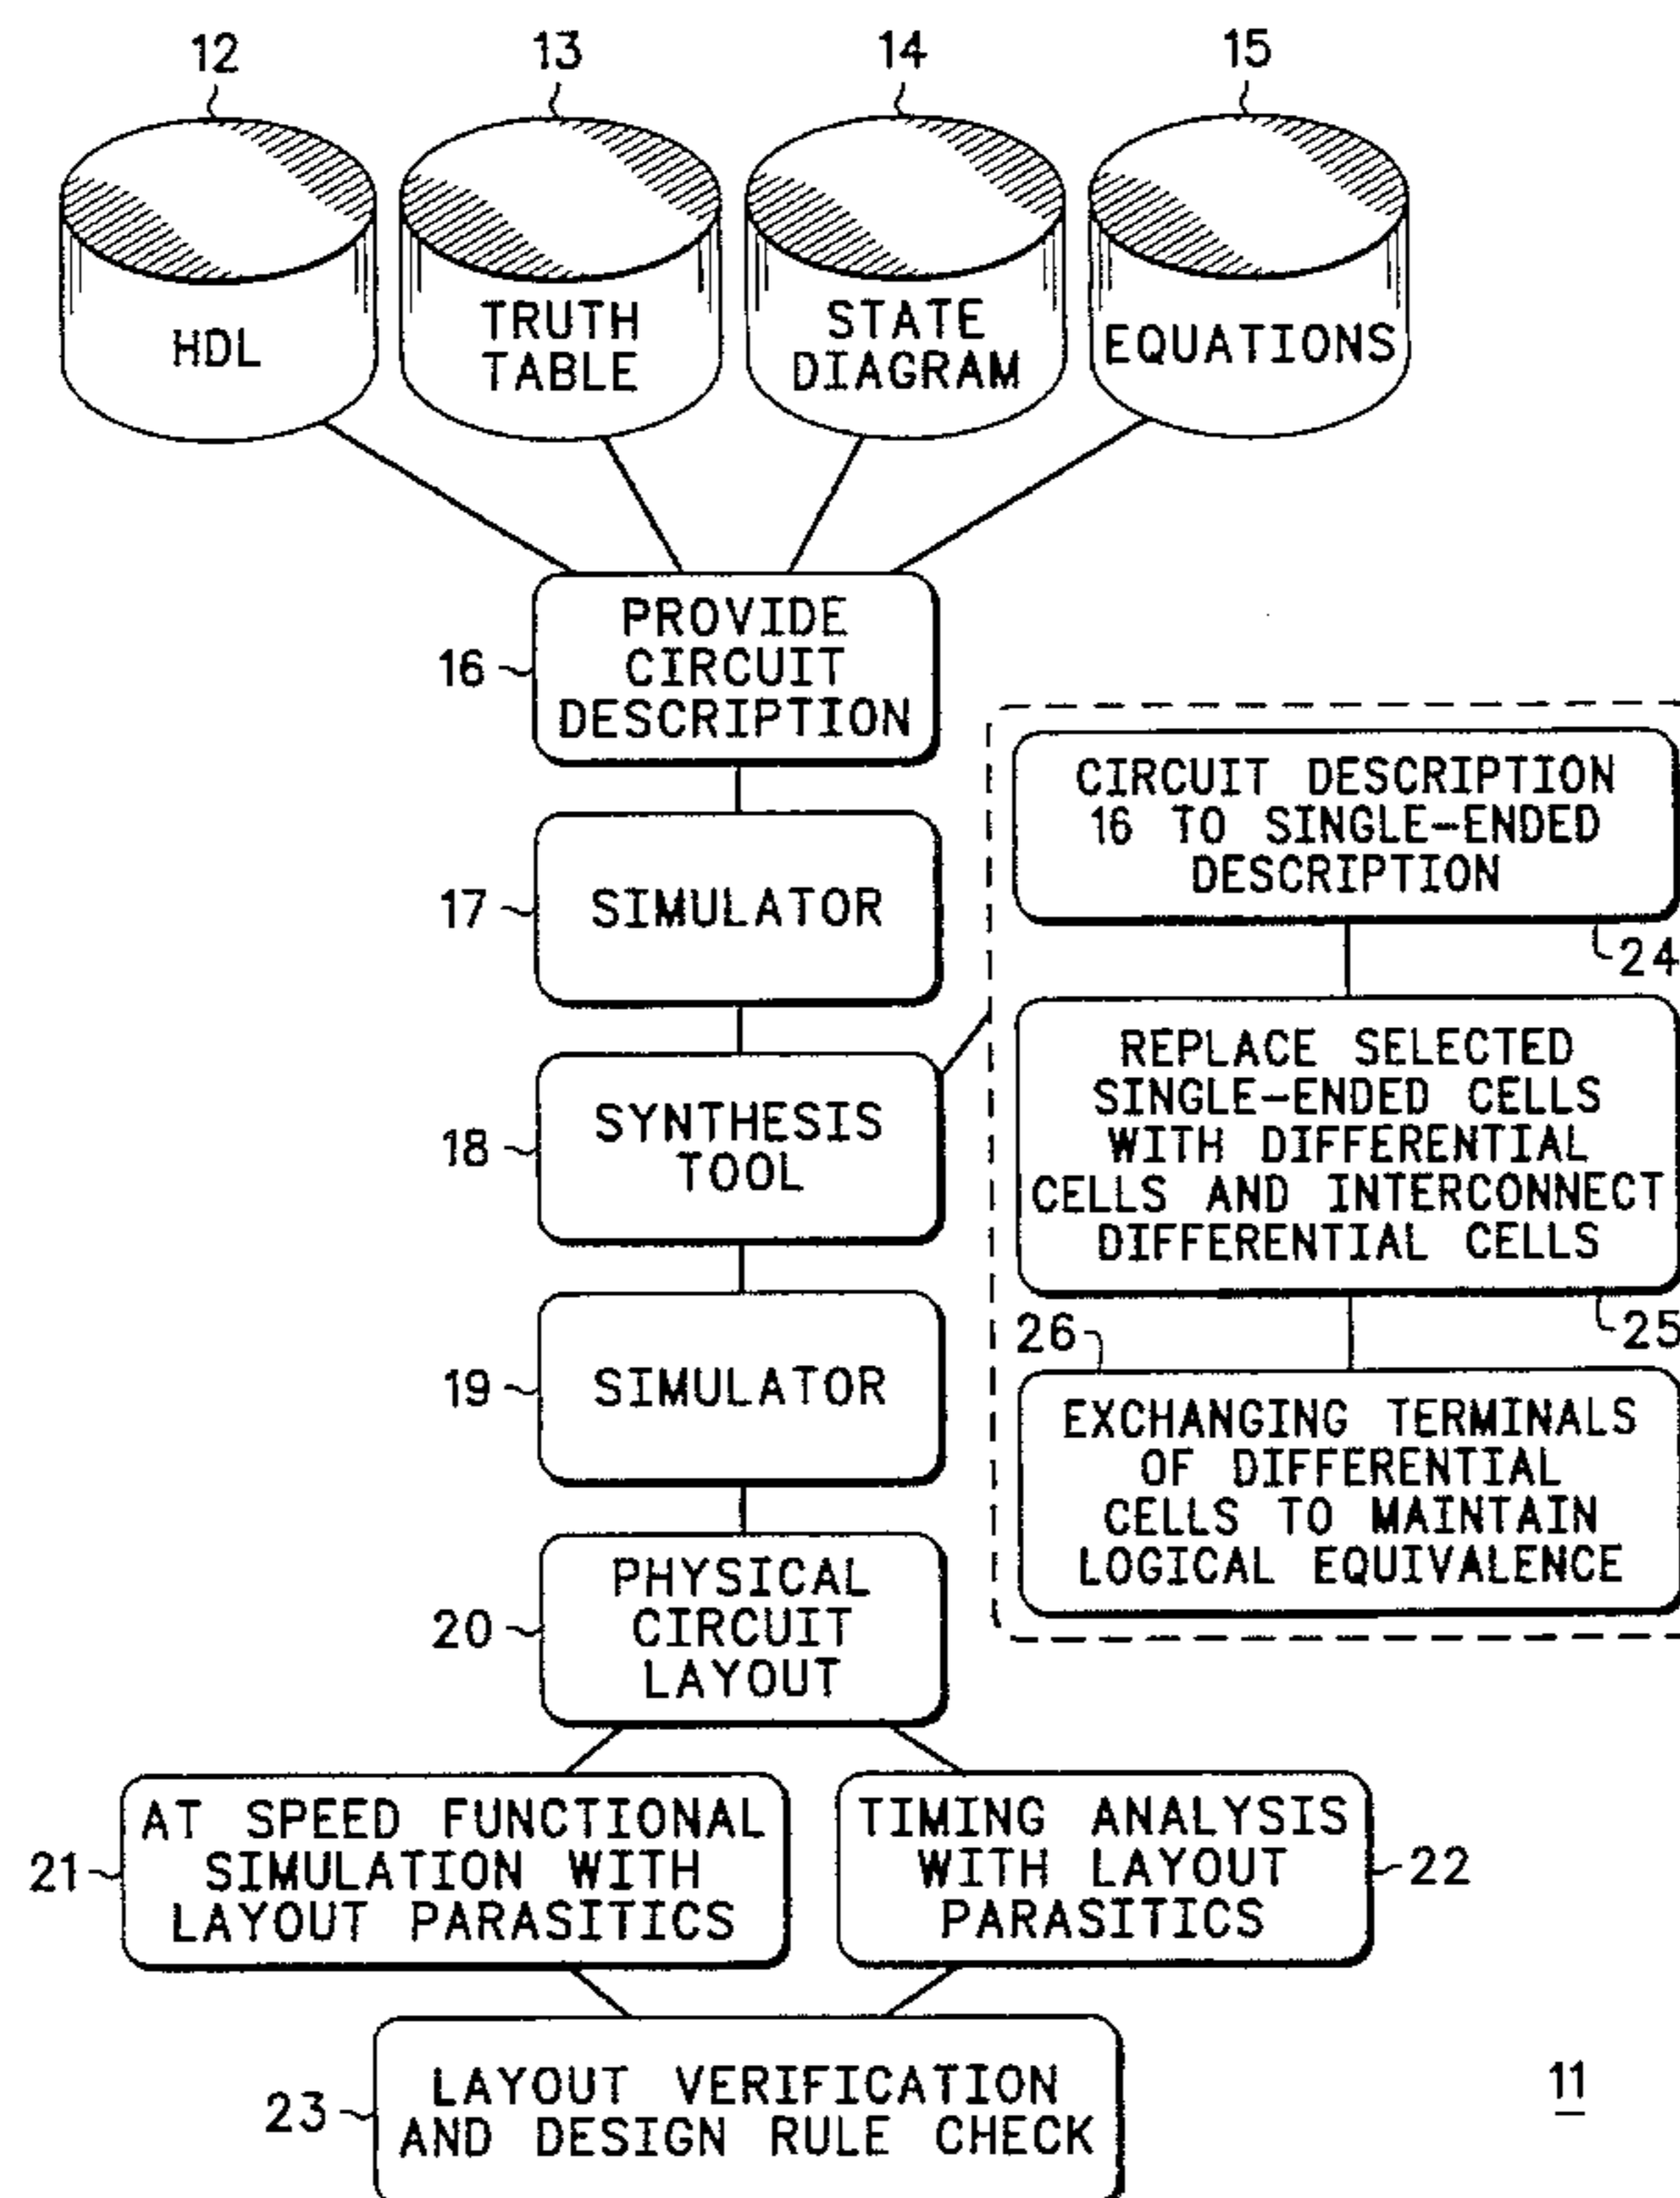 12
13
14
15
HDL
TRUTH
TABLE
STATE
DIAGRAM
EQUATIONS
16
PROVIDE
CIRCUIT
DESCRIPTION
17
SIMULATOR
18
SYNTHESIS
TOOL
CIRCUIT DESCRIPTION
16 TO SINGLE-ENDED
DESCRIPTION
24
REPLACE SELECTED
SINGLE-ENDED CELLS
WITH DIFFERENTIAL
CELLS AND INTERCONNECT
DIFFERENTIAL CELLS
25
26
EXCHANGING TERMINALS
OF DIFFERENTIAL
CELLS TO MAINTAIN
LOGICAL EQUIVALENCE
19
SIMULATOR
20
PHYSICAL
CIRCUIT
LAYOUT
21
AT SPEED FUNCTIONAL
SIMULATION WITH
LAYOUT PARASITICS
TIMING ANALYSIS
WITH LAYOUT
PARASITICS
22
23
LAYOUT VERIFICATION
AND DESIGN RULE CHECK
11